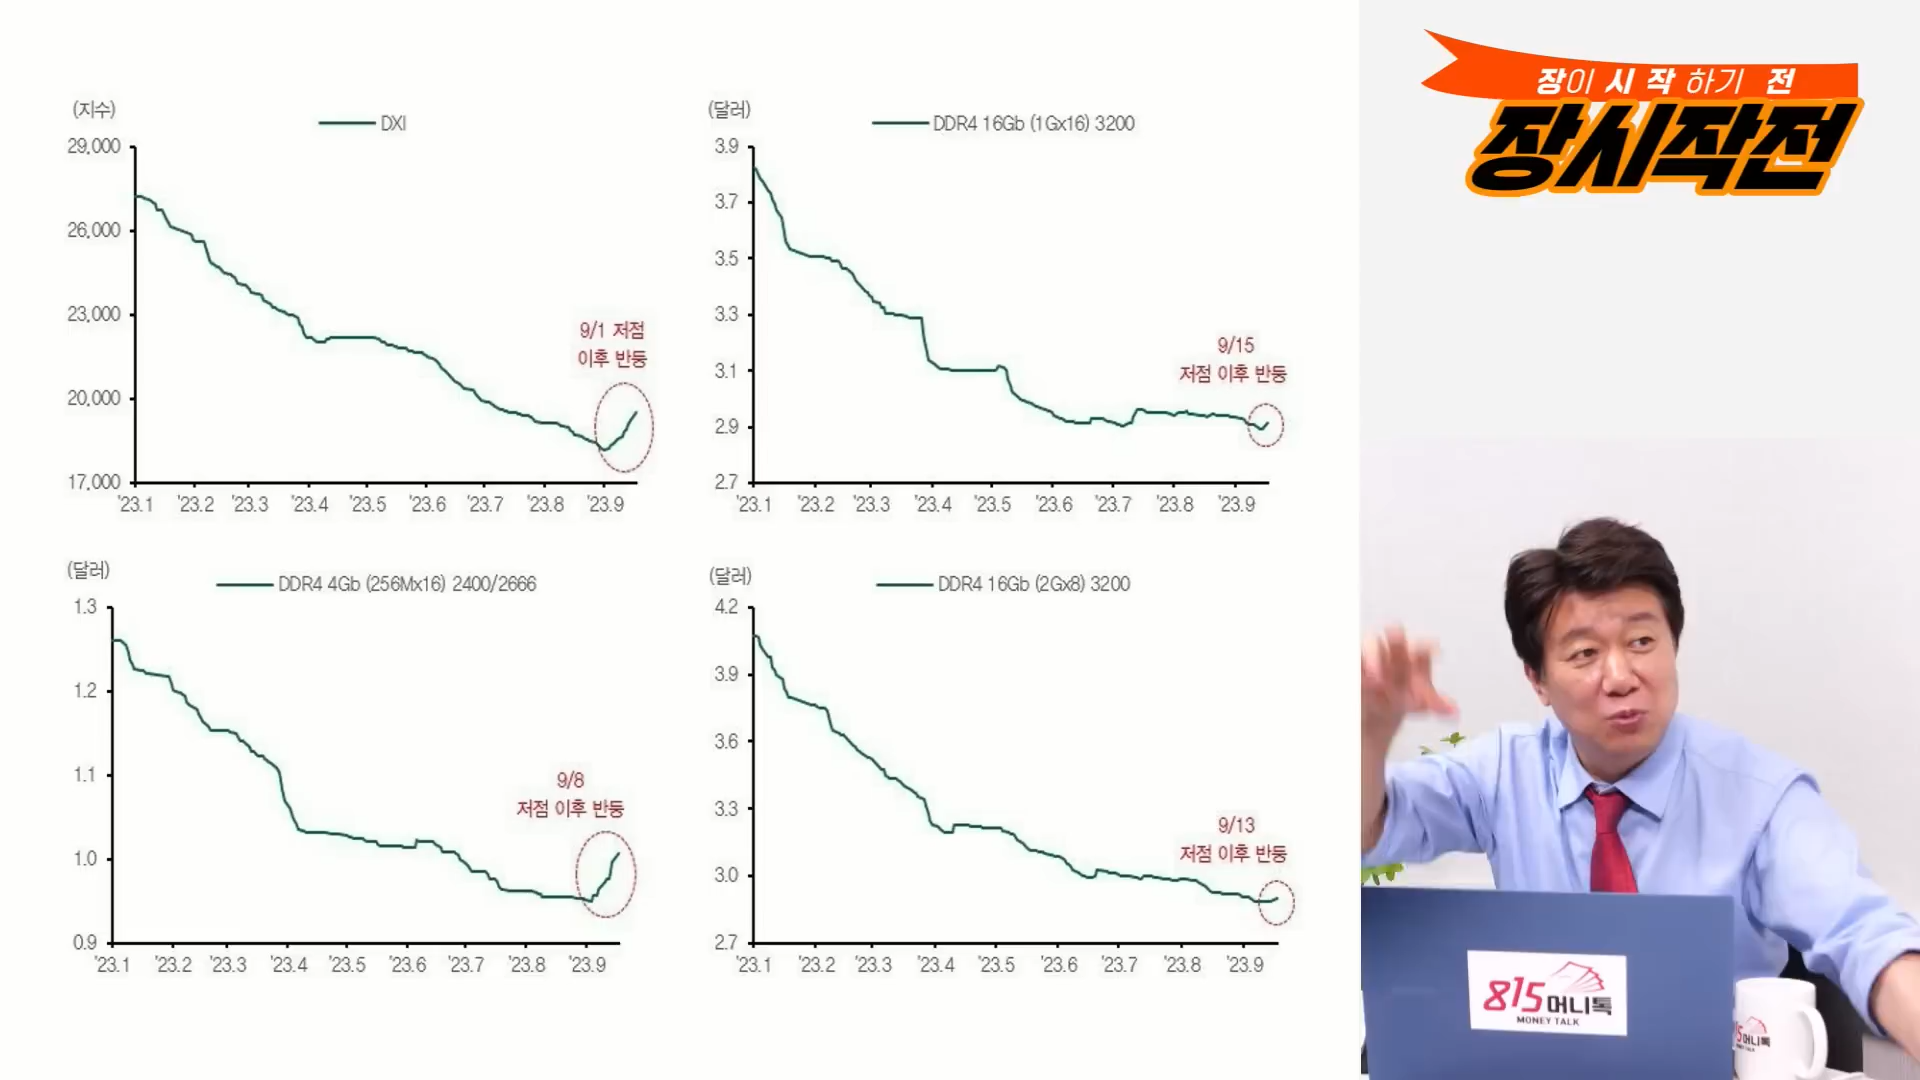 (지수)
DXI
29,000
26,000
23,000
20,000
17,000
'23.1 '23.2 '23.3 '23.4 '23.5 '23.6 '23.7 '23.8 '23.9
9/1 저점
이후 반등
(달러)
DDR4 16Gb (1Gx16) 3200
3.9
3.7
3.5
3.3
3.1
2.9
2.7
'23.1 '23.2 '23.3 '23.4 '23.5 '23.6 '23.7 '23.8 '23.9
9/15
저점 이후 반등
(달러)
DDR4 4Gb (256Mx16) 2400/2666
1.3
1.2
1.1
1.0
0.9
'23.1 '23.2 '23.3 '23.4 '23.5 '23.6 '23.7 '23.8 '23.9
9/8
저점 이후 반등
(달러)
DDR4 16Gb (2Gx8) 3200
4.2
3.9
3.6
3.3
3.0
2.7
'23.1 '23.2 '23.3 '23.4 '23.5 '23.6 '23.7 '23.8 '23.9
9/13
저점 이후 반등
장이 시 작 하기 전
장시작전
815머니톡
MONEY TALK
15머니톡